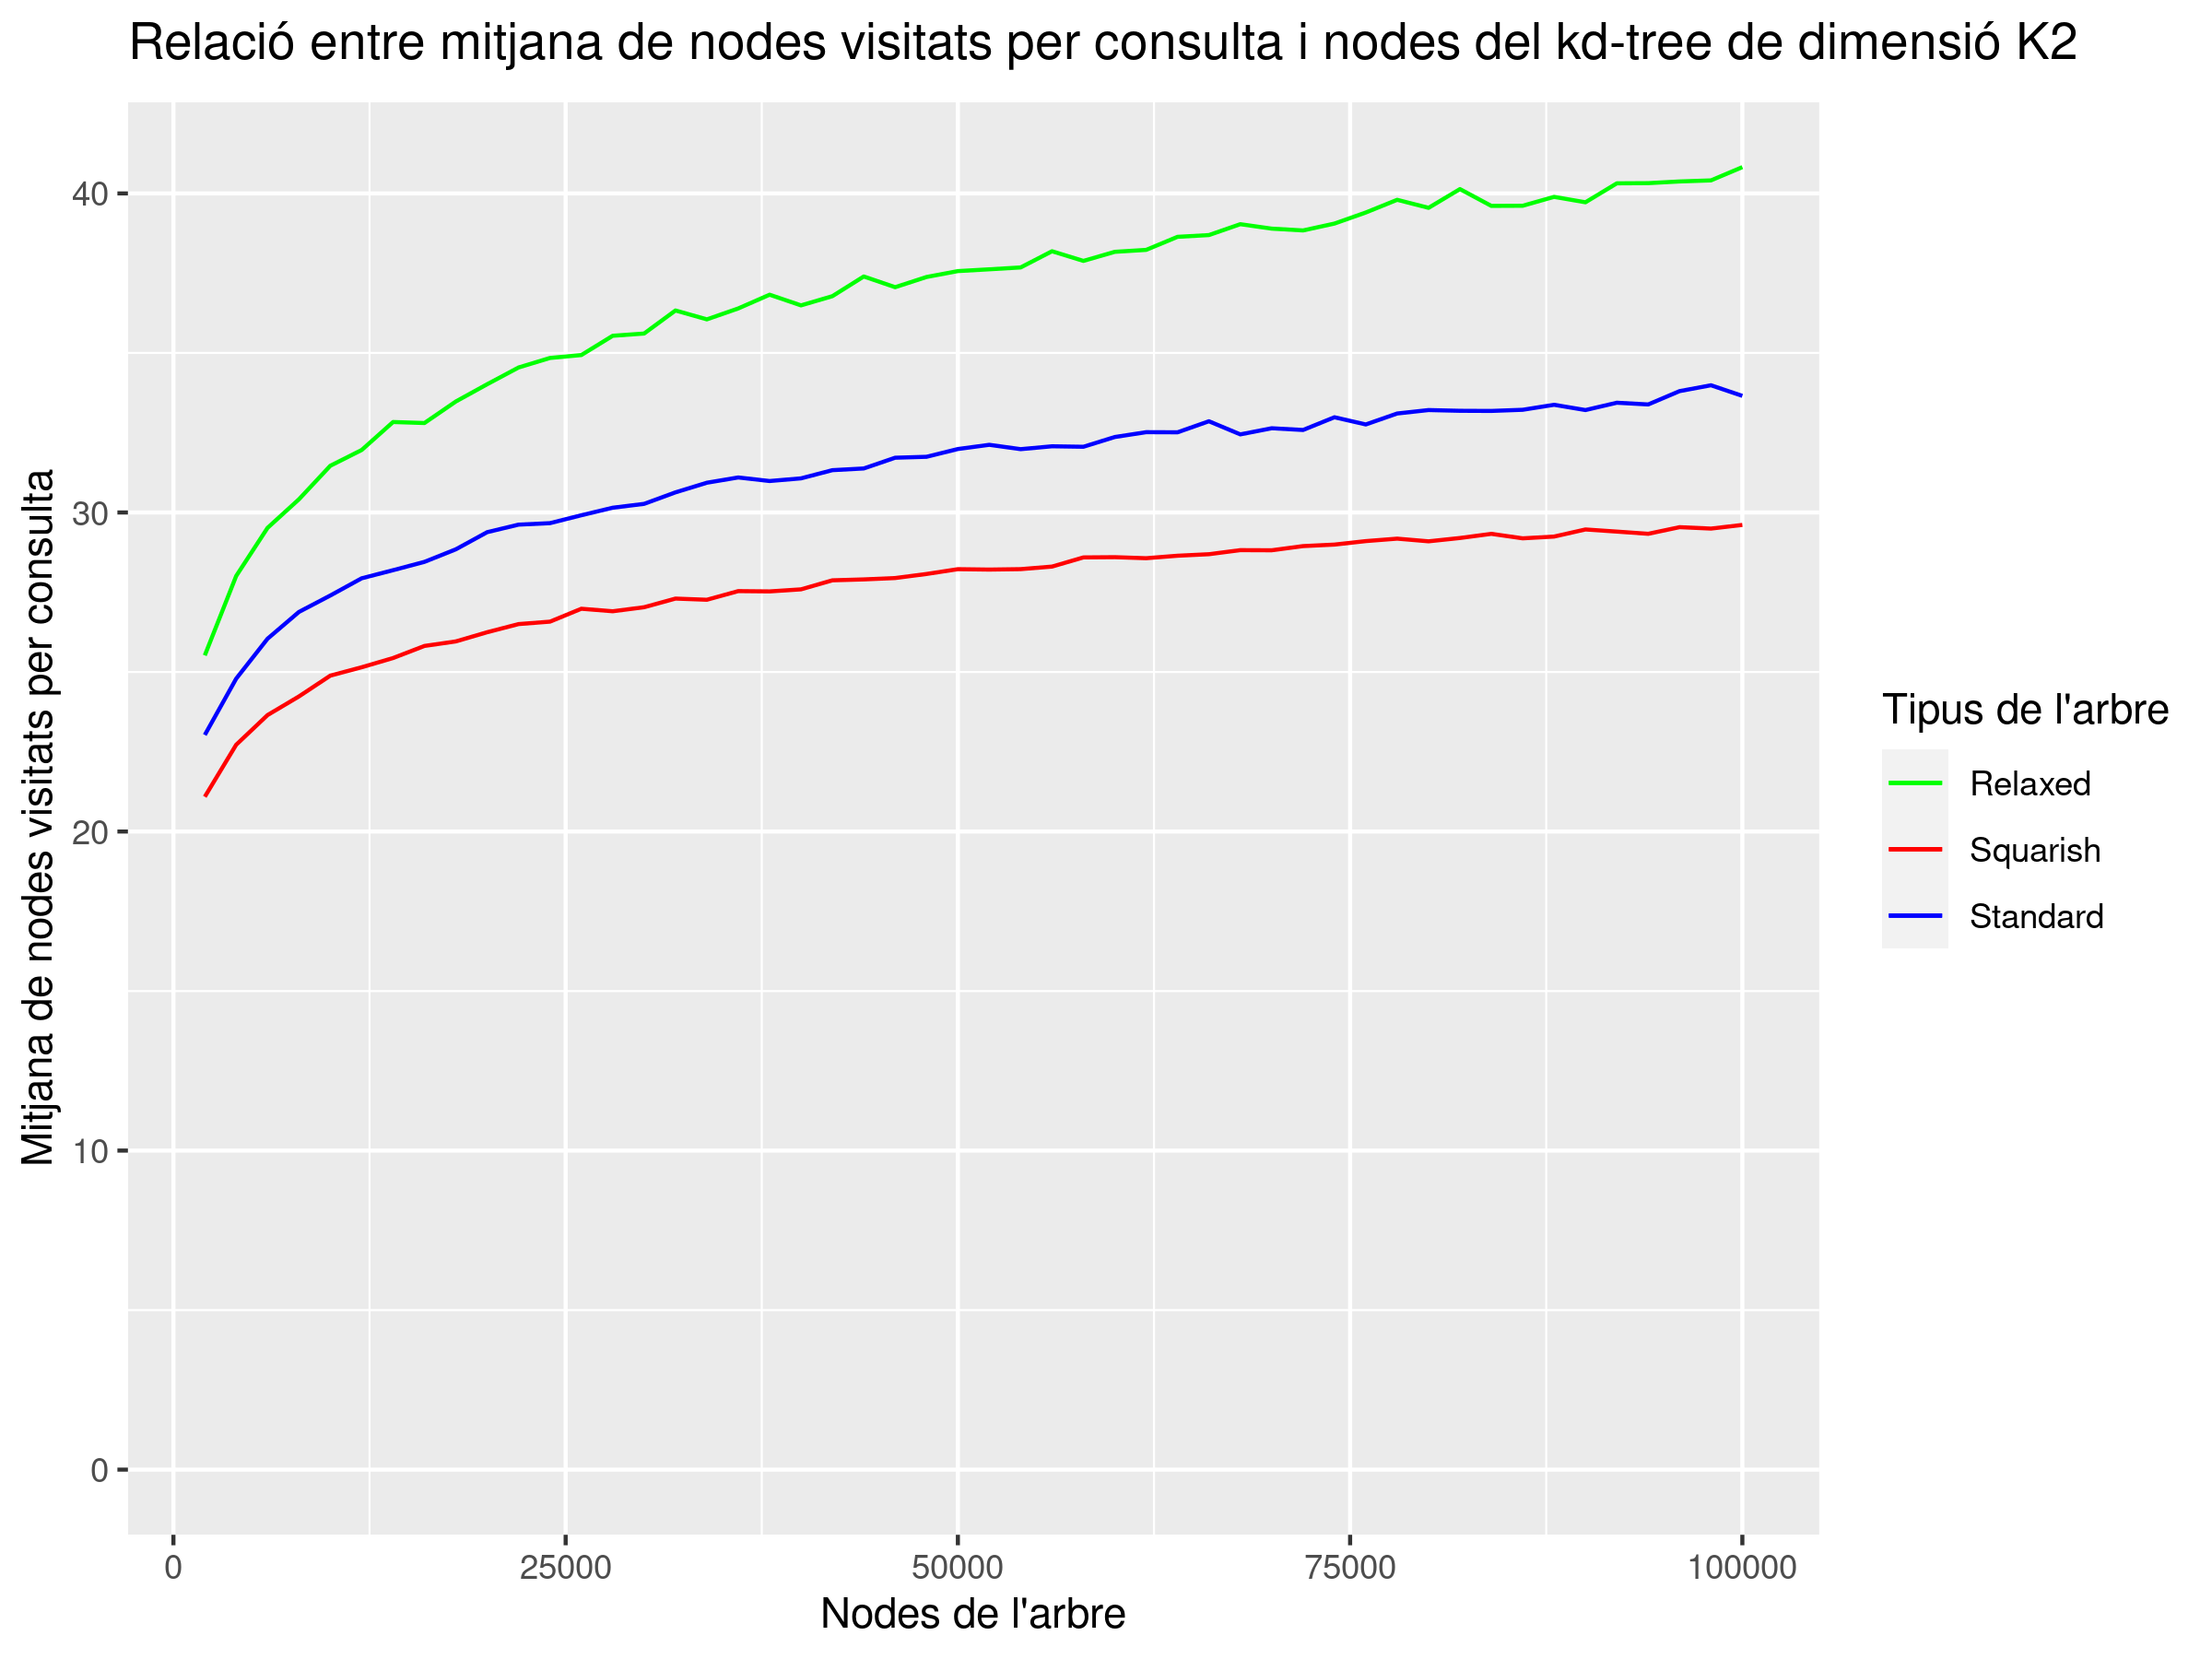 Relació entre mitjana de nodes visitats per consulta i nodes del kd-tree de dimensió K2
Mitjana de nodes visitats per consulta
40
30
20
10
0
0
25000
50000
75000
100000
Nodes de l'arbre
Tipus de l'arbre
Relaxed
Squarish
Standard